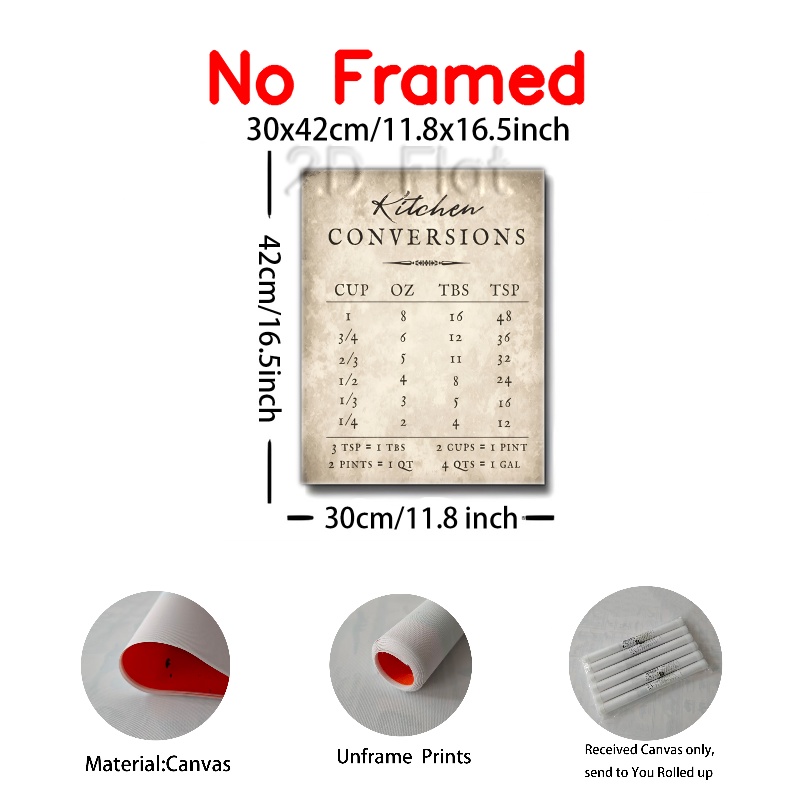 No Framed
30x42cm/11.8x16.5inch
2D Flat
42cm/16.5inch
Kitchen
CONVERSIONS
CUP OZ TBS TSP
1 8 16 48
3/4 6 12 36
2/3 5 11 32
1/2 4 8 24
1/3 3 5 16
1/4 2 4 12
3 TSP = 1 TBS 2 CUPS = 1 PINT
2 PINTS = 1 QT 4 QTS = 1 GAL
30cm/11.8 inch
Material:Canvas
Unframe Prints
Received Canvas only,
send to You Rolled up